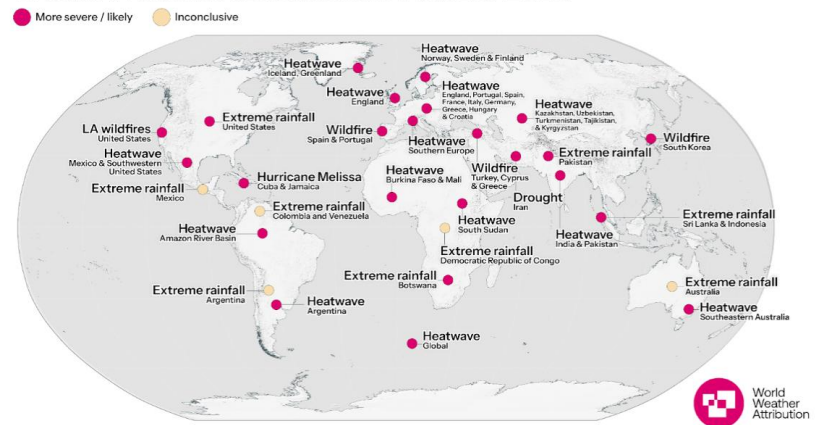 More severe / likely
Inconclusive
Heatwave
Iceland, Greenland
Heatwave
Norway, Sweden & Finland
Heatwave
England
Heatwave
England, Portugal, Spain,
France, Italy, Germany,
Greece, Hungary
& Croatia
Heatwave
Kazakhstan, Uzbekistan,
Turkmenistan, Tajikistan,
& Kyrgyzstan
Extreme rainfall
United States
LA wildfires
United States
Wildfire
Spain & Portugal
Heatwave
Southern Europe
Wildfire
South Korea
Heatwave
Mexico & Southwestern
United States
Extreme rainfall
Pakistan
Wildfire
Turkey, Cyprus
& Greece
Hurricane Melissa
Cuba & Jamaica
Heatwave
Burkina Faso & Mali
Extreme rainfall
Mexico
Drought
Iran
Extreme rainfall
Colombia and Venezuela
Heatwave
South Sudan
Extreme rainfall
Sri Lanka & Indonesia
Heatwave
Amazon River Basin
Heatwave
India & Pakistan
Extreme rainfall
Democratic Republic of Congo
Extreme rainfall
Botswana
Extreme rainfall
Argentina
Extreme rainfall
Australia
Heatwave
Argentina
Heatwave
Southeastern Australia
Heatwave
Global
World
Weather
Attribution